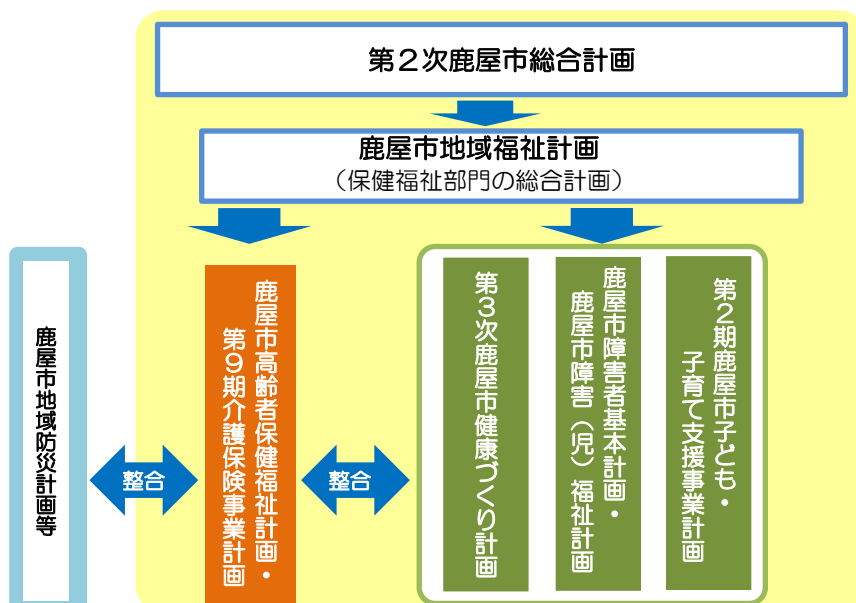 第２次鹿屋市総合計画
鹿屋市地域福祉計画
（保健福祉部門の総合計画）
鹿屋市地域防災計画等
整合
鹿屋市高齢者保健福祉計画・
第９期介護保険事業計画
整合
第３次鹿屋市健康づくり計画
鹿屋市障害者基本計画・
鹿屋市障害（児）福祉計画
第２期鹿屋市子ども・
子育て支援事業計画